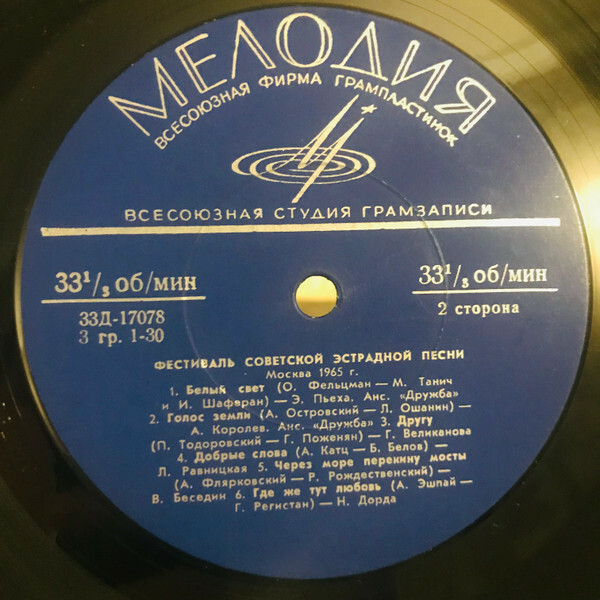 МЕЛОДИЯ
ВСЕСОЮЗНАЯ ФИРМА ГРАМПЛАСТИНОК
ВСЕСОЮЗНАЯ СТУДИЯ ГРАМЗАПИСИ
33¹/₃ об/мин
33Д-17078
3 гр. 1-30
33¹/₃ об/мин
2 сторона
ФЕСТИВАЛЬ СОВЕТСКОЙ ЭСТРАДНОЙ ПЕСНИ
Москва 1965 г.
1. Белый свет (О. Фельцман — М. Танич
и И. Шаферан) — Э. Пьеха. Анс. «Дружба»
2. Голос земли (А. Островский — Л. Ошанин) —
А. Королев. Анс. «Дружба» 3. Другу
(П. Тодоровский — Г. Поженян) — Г. Великанова
4. Добрые слова (А. Катц — Б. Белов) —
Л. Равницкая 5. Через море перекину мосты
(А. Флярковский — Р. Рождественский) —
В. Беседин 6. Где же тут любовь (А. Эшпай —
Г. Регистан) — Н. Дорда